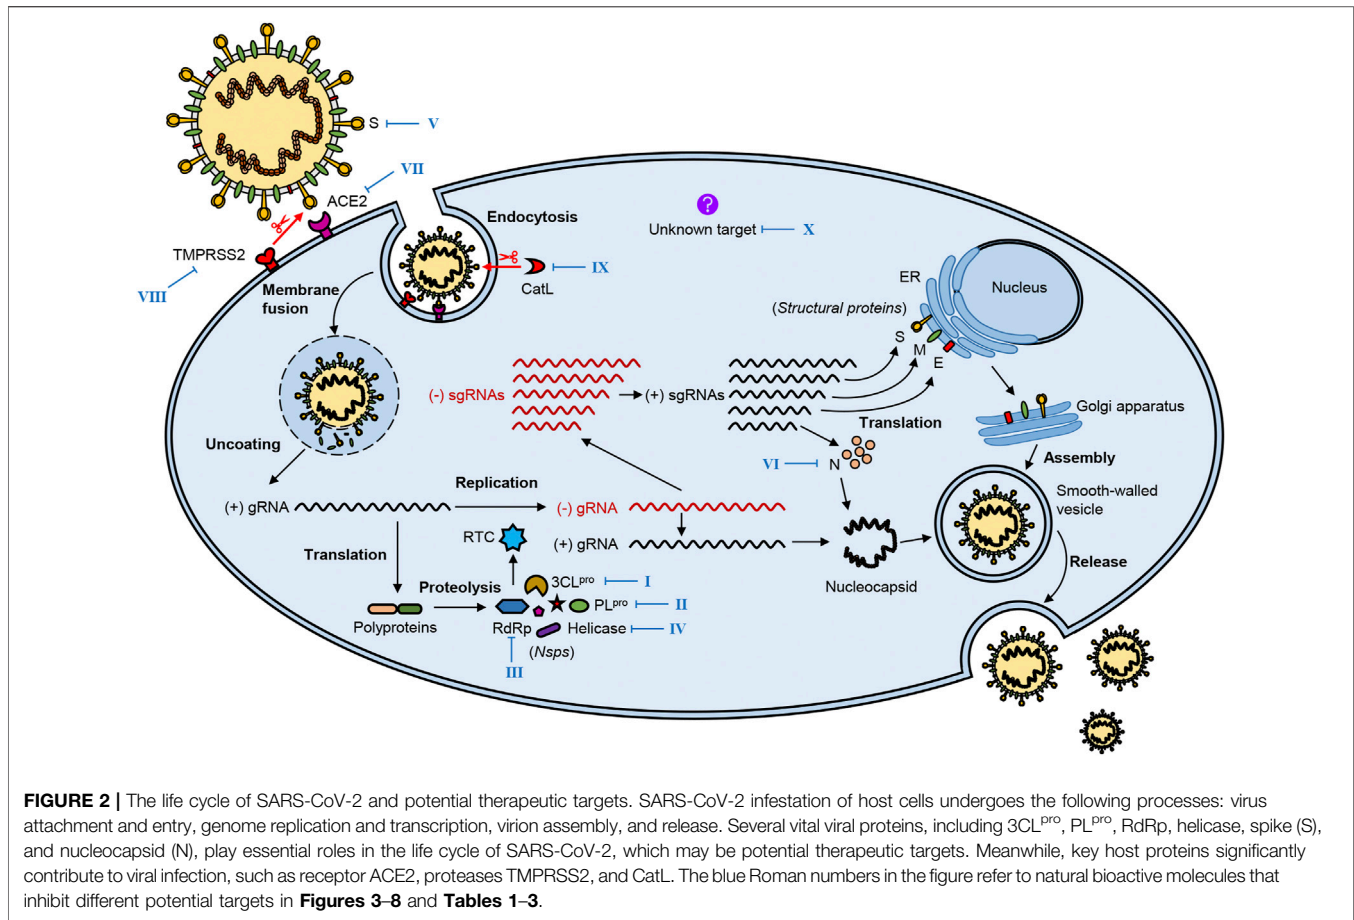 S
V
VII
ACE2
TMPRSS2
VIII
Endocytosis
CatL
IX
Membrane
fusion
?
Unknown target
X
ER
Nucleus
(Structural proteins)
S
M
E
(-) sgRNAs
(+) sgRNAs
Golgi apparatus
Translation
Uncoating
VI
N
Assembly
Smooth-walled
vesicle
Replication
(+) gRNA
(-) gRNA
RTC
(+) gRNA
Translation
Nucleocapsid
Release
Proteolysis
3CLpro
I
PLpro
II
Polyproteins
RdRp
Helicase
IV
(Nsps)
III
FIGURE 2 | The life cycle of SARS-CoV-2 and potential therapeutic targets. SARS-CoV-2 infestation of host cells undergoes the following processes: virus
attachment and entry, genome replication and transcription, virion assembly, and release. Several vital viral proteins, including 3CLpro, PLpro, RdRp, helicase, spike (S),
and nucleocapsid (N), play essential roles in the life cycle of SARS-CoV-2, which may be potential therapeutic targets. Meanwhile, key host proteins significantly
contribute to viral infection, such as receptor ACE2, proteases TMPRSS2, and CatL. The blue Roman numbers in the figure refer to natural bioactive molecules that
inhibit different potential targets in Figures 3–8 and Tables 1–3.